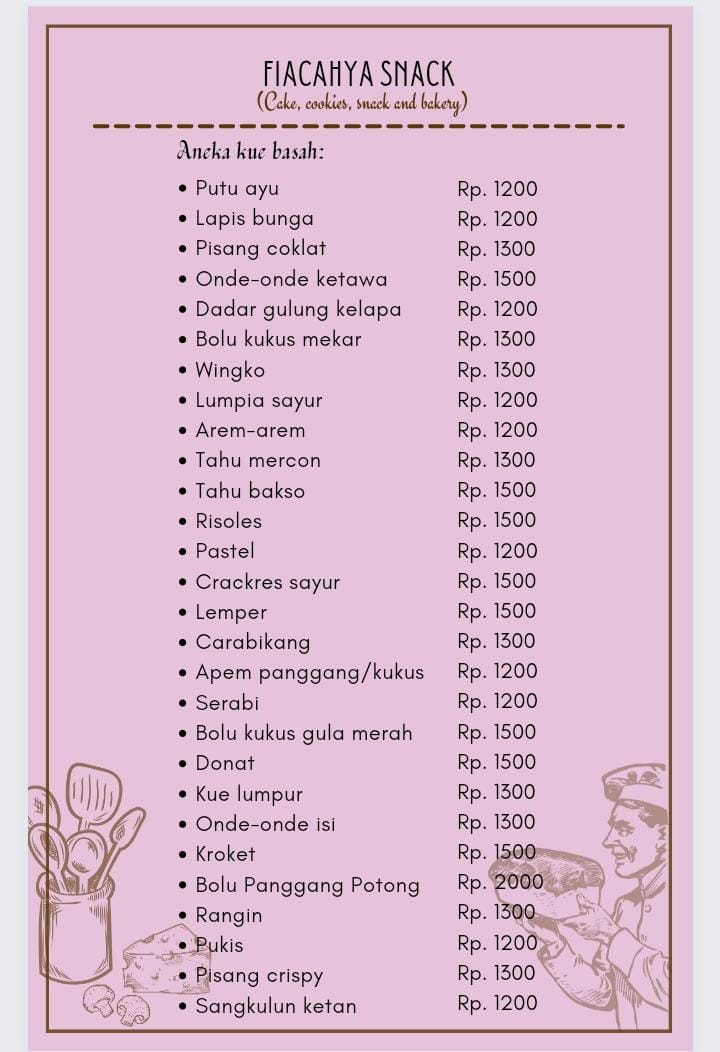 FIACAHYA SNACK
(Cake, cookies, snack and bakery)
Aneka kue basah:
• Putu ayu Rp. 1200
• Lapis bunga Rp. 1200
• Pisang coklat Rp. 1300
• Onde-onde ketawa Rp. 1500
• Dadar gulung kelapa Rp. 1200
• Bolu kukus mekar Rp. 1300
• Wingko Rp. 1300
• Lumpia sayur Rp. 1200
• Arem-arem Rp. 1200
• Tahu mercon Rp. 1300
• Tahu bakso Rp. 1500
• Risoles Rp. 1500
• Pastel Rp. 1200
• Crackres sayur Rp. 1500
• Lemper Rp. 1500
• Carabikang Rp. 1300
• Apem panggang/kukus Rp. 1200
• Serabi Rp. 1200
• Bolu kukus gula merah Rp. 1500
• Donat Rp. 1500
• Kue lumpur Rp. 1300
• Onde-onde isi Rp. 1300
• Kroket Rp. 1500
• Bolu Panggang Potong Rp. 2000
• Rangin Rp. 1300
• Pukis Rp. 1200
• Pisang crispy Rp. 1300
• Sangkulun ketan Rp. 1200